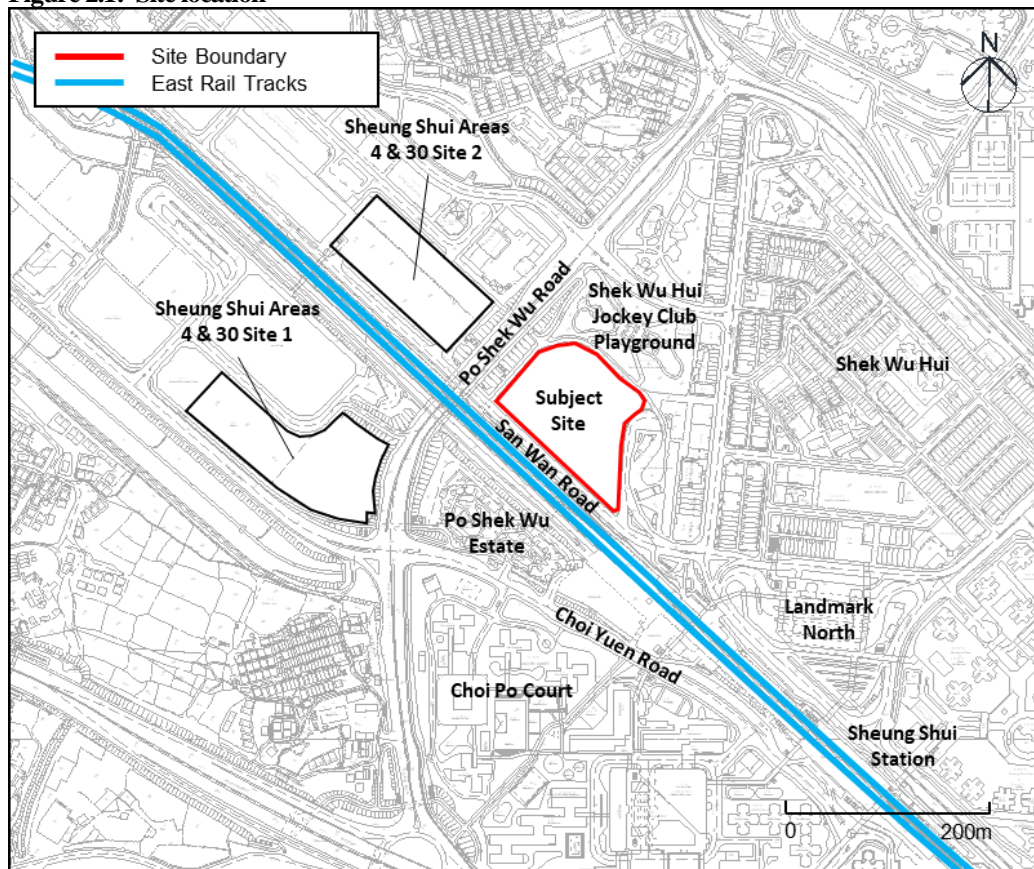 Figure 2.1: Site location
Site Boundary
East Rail Tracks
N
Sheung Shui Areas
4 & 30 Site 2
Sheung Shui Areas
4 & 30 Site 1
Po Shek Wu Road
Shek Wu Hui
Jockey Club
Playground
Shek Wu Hui
Subject
Site
San Wan Road
Po Shek Wu
Estate
Landmark
North
Choi Yuen Road
Choi Po Court
Sheung Shui
Station
0
200m